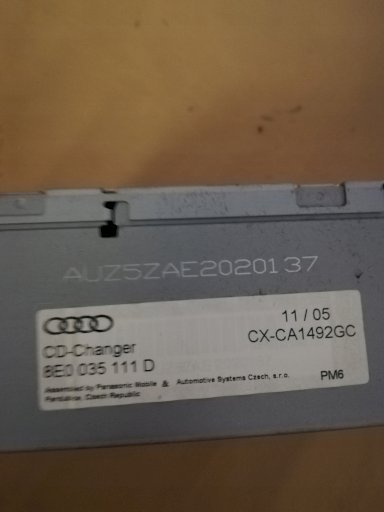 AUZ5ZAE2020137
11 / 05
CX-CA1492GC
CD-Changer
8E0 035 111 D
Assembled by Panasonic Mobile & Automotive Systems Czech, s.r.o.
Pardubice, Czech Republic
PM6